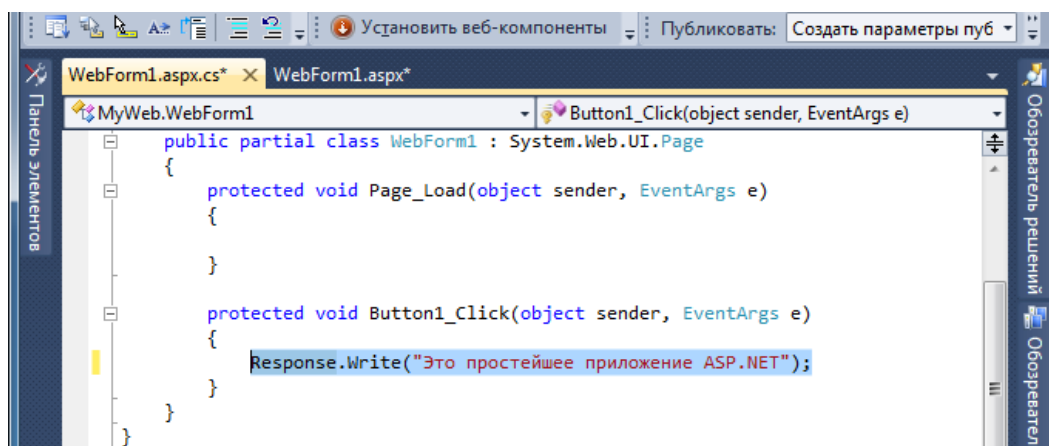 Установить веб-компоненты Публиковать: Создать параметры пуб
WebForm1.aspx.cs* WebForm1.aspx*
MyWeb.WebForm1 Button1_Click(object sender, EventArgs e)
Панель элементов
public partial class WebForm1 : System.Web.UI.Page
{
protected void Page_Load(object sender, EventArgs e)
{
}
protected void Button1_Click(object sender, EventArgs e)
{
Response.Write("Это простейшее приложение ASP.NET");
}
}
}
Обозреватель решений
Обозревател